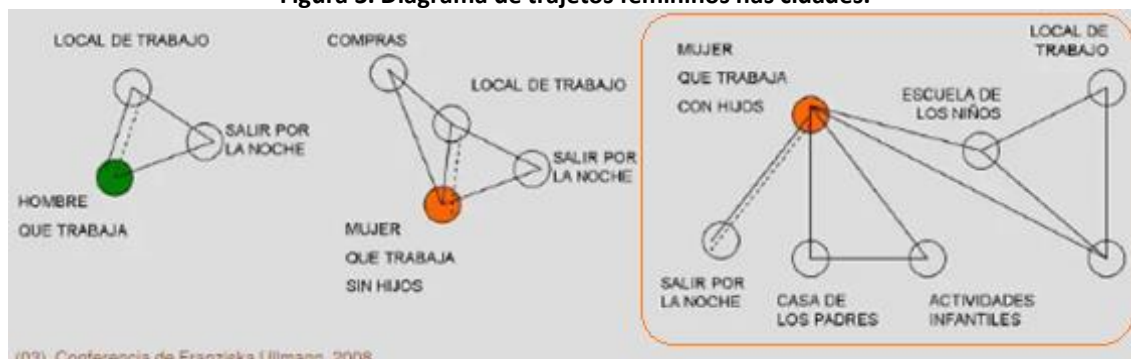 Figura 3. Diagrama de trajetos femininos nas cidades.
LOCAL DE TRABAJO
SALIR POR
LA NOCHE
HOMBRE
QUE TRABAJA
COMPRAS
LOCAL DE TRABAJO
SALIR POR
LA NOCHE
MUJER
QUE TRABAJA
SIN HIJOS
MUJER
QUE TRABAJA
CON HIJOS
LOCAL DE
TRABAJO
ESCUELA DE
LOS NIÑOS
SALIR POR
LA NOCHE
CASA DE
LOS PADRES
ACTIVIDADES
INFANTILES
(03) Conferencia de Franziska Ullmann, 2008